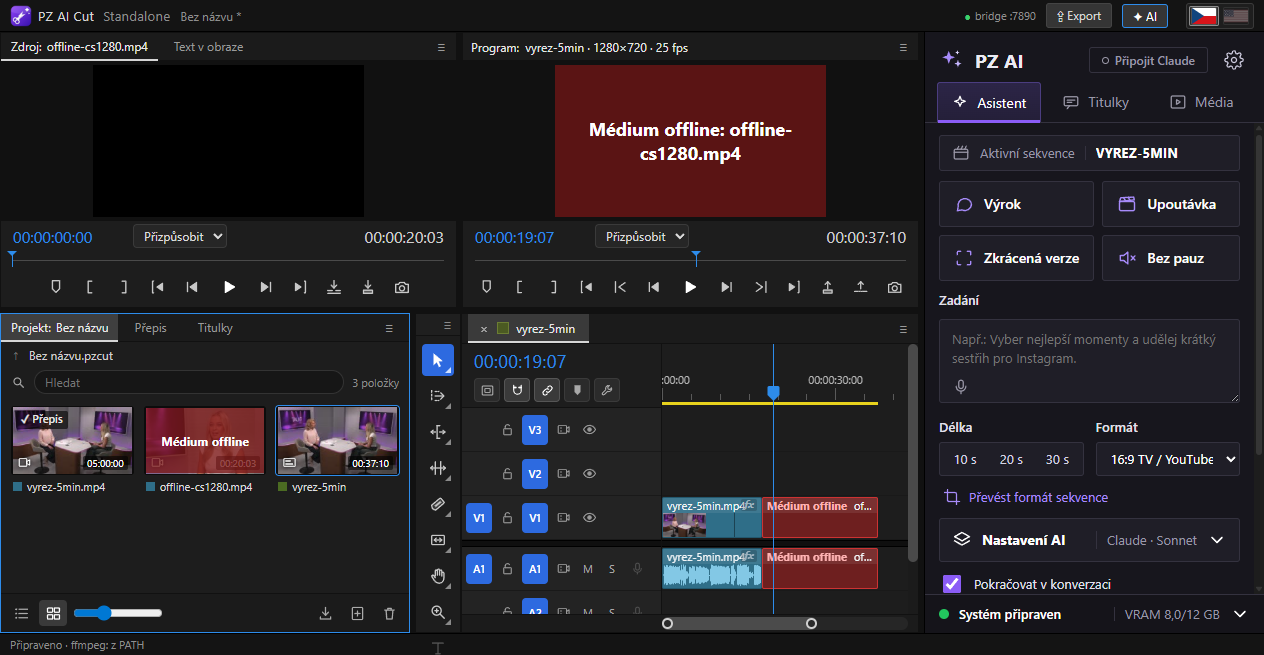 PZ AI Cut Standalone Bez názvu *
bridge :7890
Export
AI
Zdroj: offline-cs1280.mp4
Text v obraze
Program: vyrez-5min · 1280×720 · 25 fps
Médium offline: offline-
cs1280.mp4
00:00:00:00
Přizpůsobit
00:00:20:03
00:00:19:07
Přizpůsobit
00:00:37:10
Projekt: Bez názvu
Přepis
Titulky
Bez názvu.pzcut
Hledat
3 položky
Přepis
05:00:00
vyrez-5min.mp4
Médium offline
00:20:03
offline-cs1280.mp4
00:37:10
vyrez-5min
× vyrez-5min
00:00:19:07
:00:00
00:00:30:00
V3
V2
V1
V1
vyrez-5min.mp4 fx
Médium offline of...
A1
A1
M S
vyrez-5min.mp4 fx
Médium offline of...
A2
M S
PZ AI
Připojit Claude
Asistent
Titulky
Média
Aktivní sekvence
VYREZ-5MIN
Výrok
Upoutávka
Zkrácená verze
Bez pauz
Zadání
Např.: Vyber nejlepší momenty a udělej krátký
sestřih pro Instagram.
Délka
Formát
10 s 20 s 30 s
16:9 TV / YouTube
Převést formát sekvence
Nastavení AI
Claude · Sonnet
Pokračovat v konverzaci
Systém připraven
VRAM 8,0/12 GB
Připraveno · ffmpeg: z PATH